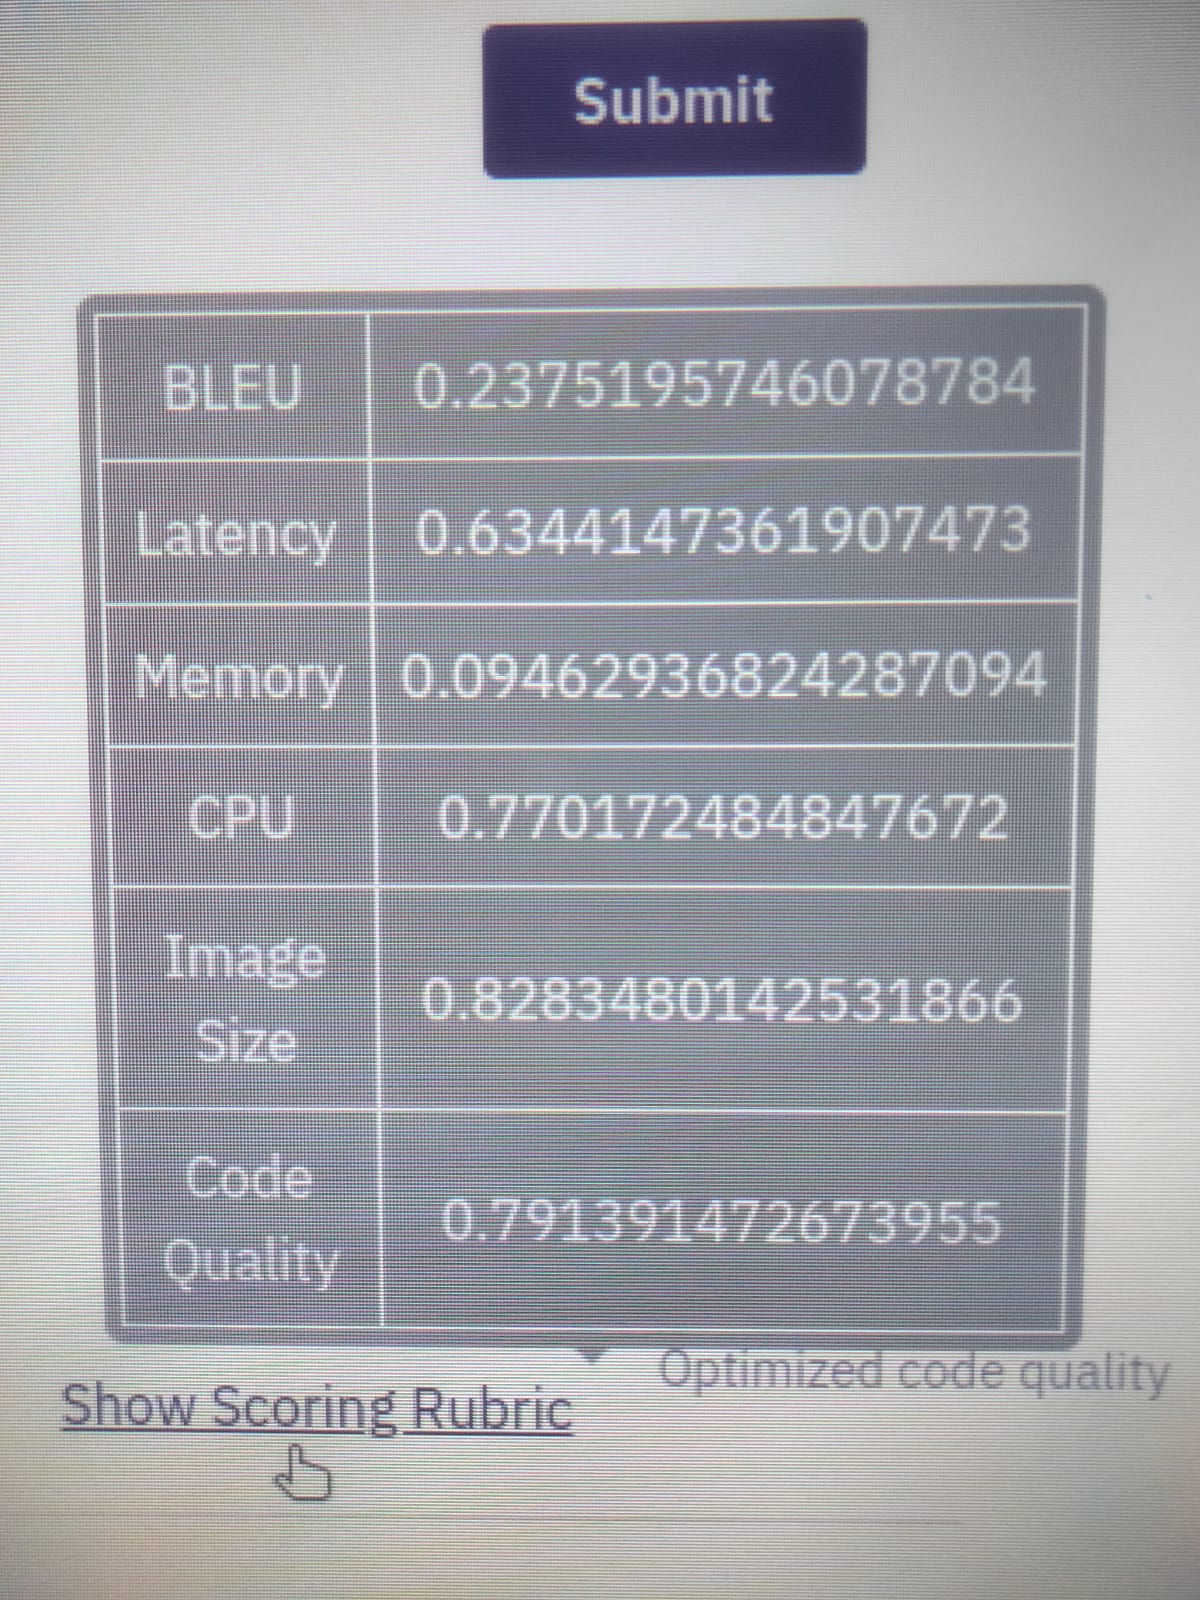 Submit
BLEU 0.2375195746078784
Latency 0.6344147361907473
Memory 0.09462936824287094
CPU 0.770172484847672
Image
Size 0.8283480142531866
Code
Quality 0.791391472673955
Optimized code quality
Show Scoring Rubric